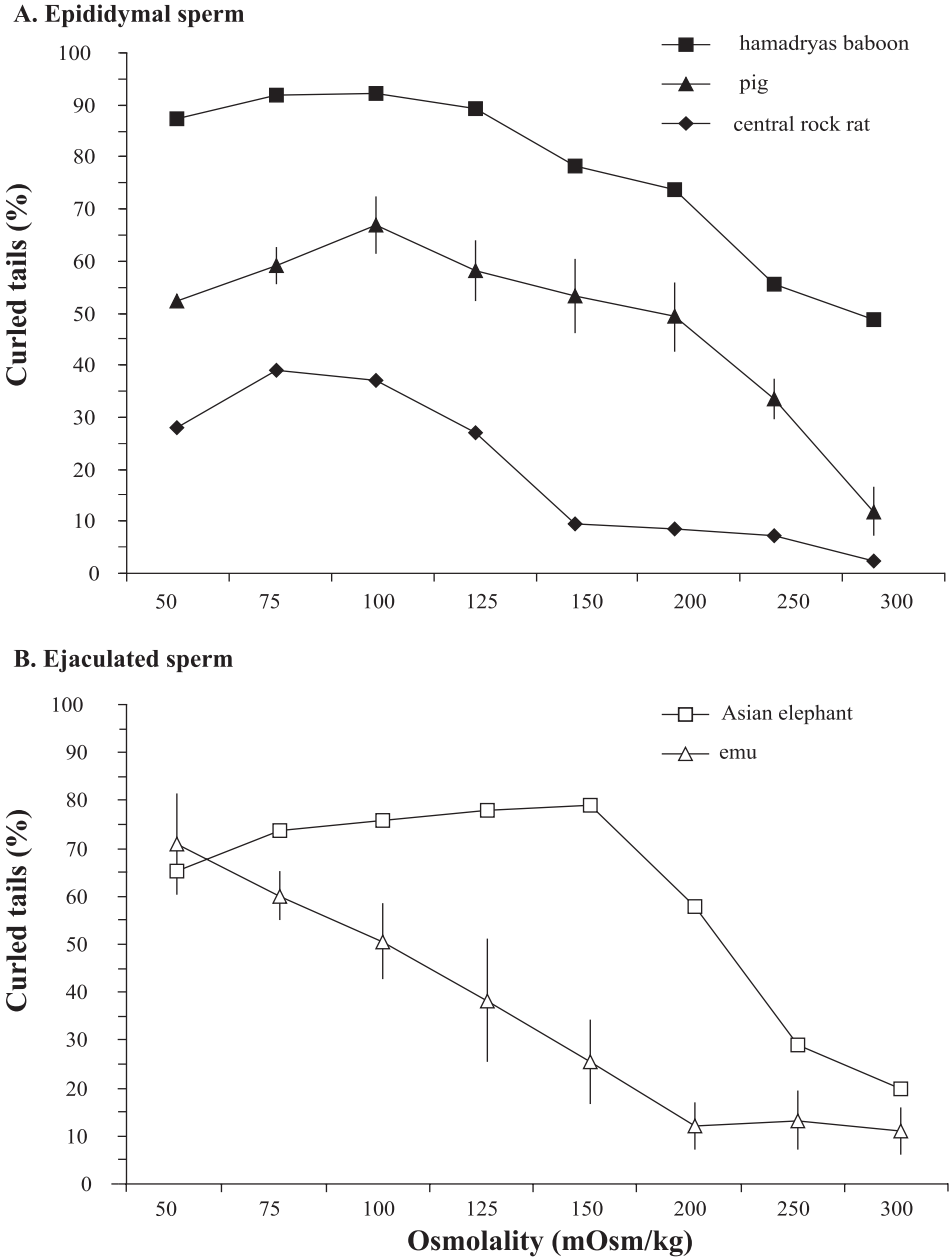 A. Epididymal sperm
hamadryas baboon
pig
central rock rat
Curled tails (%)
100
90
80
70
60
50
40
30
20
10
0
50 75 100 125 150 200 250 300
B. Ejaculated sperm
Asian elephant
emu
Curled tails (%)
100
90
80
70
60
50
40
30
20
10
0
50 75 100 125 150 200 250 300
Osmolality (mOsm/kg)